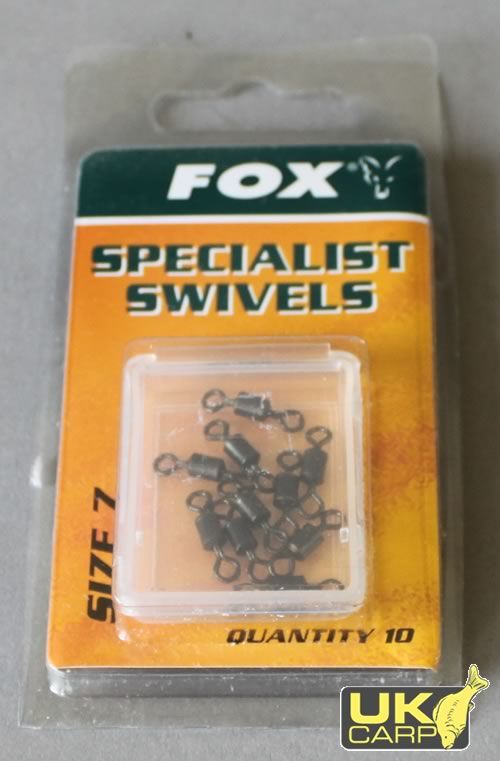 FOX®
SPECIALIST
SWIVELS
SIZE 7
QUANTITY 10
UK
CARP